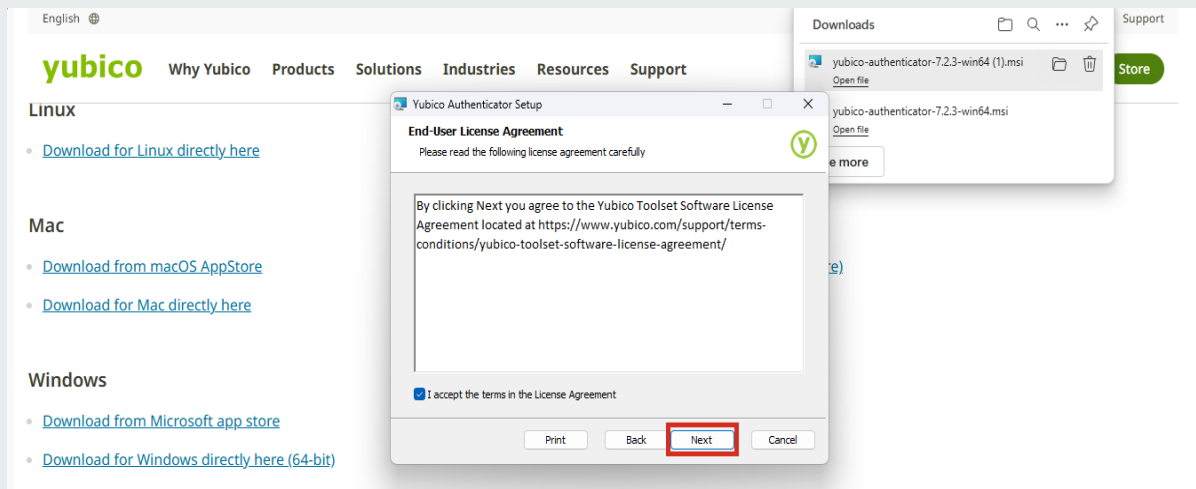 English
Support
yubico
Why Yubico Products Solutions Industries Resources Support
Store
Downloads
yubico-authenticator-7.2.3-win64 (1).msi
Open file
yubico-authenticator-7.2.3-win64.msi
Open file
e more
Linux
Download for Linux directly here
Mac
Download from macOS AppStore
Download for Mac directly here
Windows
Download from Microsoft app store
Download for Windows directly here (64-bit)
re)
Yubico Authenticator Setup
End-User License Agreement
Please read the following license agreement carefully
y
By clicking Next you agree to the Yubico Toolset Software License
Agreement located at https://www.yubico.com/support/terms-
conditions/yubico-toolset-software-license-agreement/
I accept the terms in the License Agreement
Print Back Next Cancel